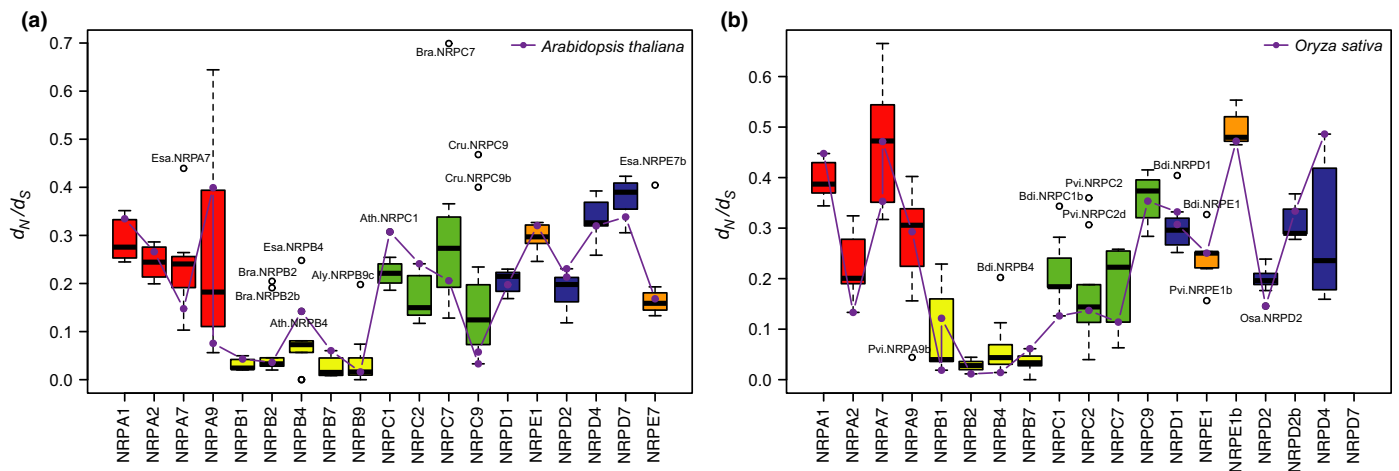 (a)
Arabidopsis thaliana
dN/dS
0.7
0.6
0.5
0.4
0.3
0.2
0.1
0.0
Bra.NRPC7
Esa.NRPA7
Cru.NRPC9
Cru.NRPC9b
Esa.NRPE7b
Ath.NRPC1
Esa.NRPB4
Bra.NRPB2
Aly.NRPB9c
Bra.NRPB2b
Ath.NRPB4
NRPA1
NRPA2
NRPA7
NRPA9
NRPB1
NRPB2
NRPB4
NRPB7
NRPB9
NRPC1
NRPC2
NRPC7
NRPC9
NRPD1
NRPE1
NRPD2
NRPD4
NRPD7
NRPE7
(b)
Oryza sativa
dN/dS
0.6
0.5
0.4
0.3
0.2
0.1
0.0
Bdi.NRPD1
Pvi.NRPC2
Bdi.NRPC1b
Pvi.NRPC2d
Bdi.NRPE1
Bdi.NRPB4
Pvi.NRPE1b
Osa.NRPD2
Pvi.NRPA9b
NRPA1
NRPA2
NRPA7
NRPA9
NRPB1
NRPB2
NRPB4
NRPB7
NRPC1
NRPC2
NRPC7
NRPC9
NRPD1
NRPE1
NRPE1b
NRPD2
NRPD2b
NRPD4
NRPD7